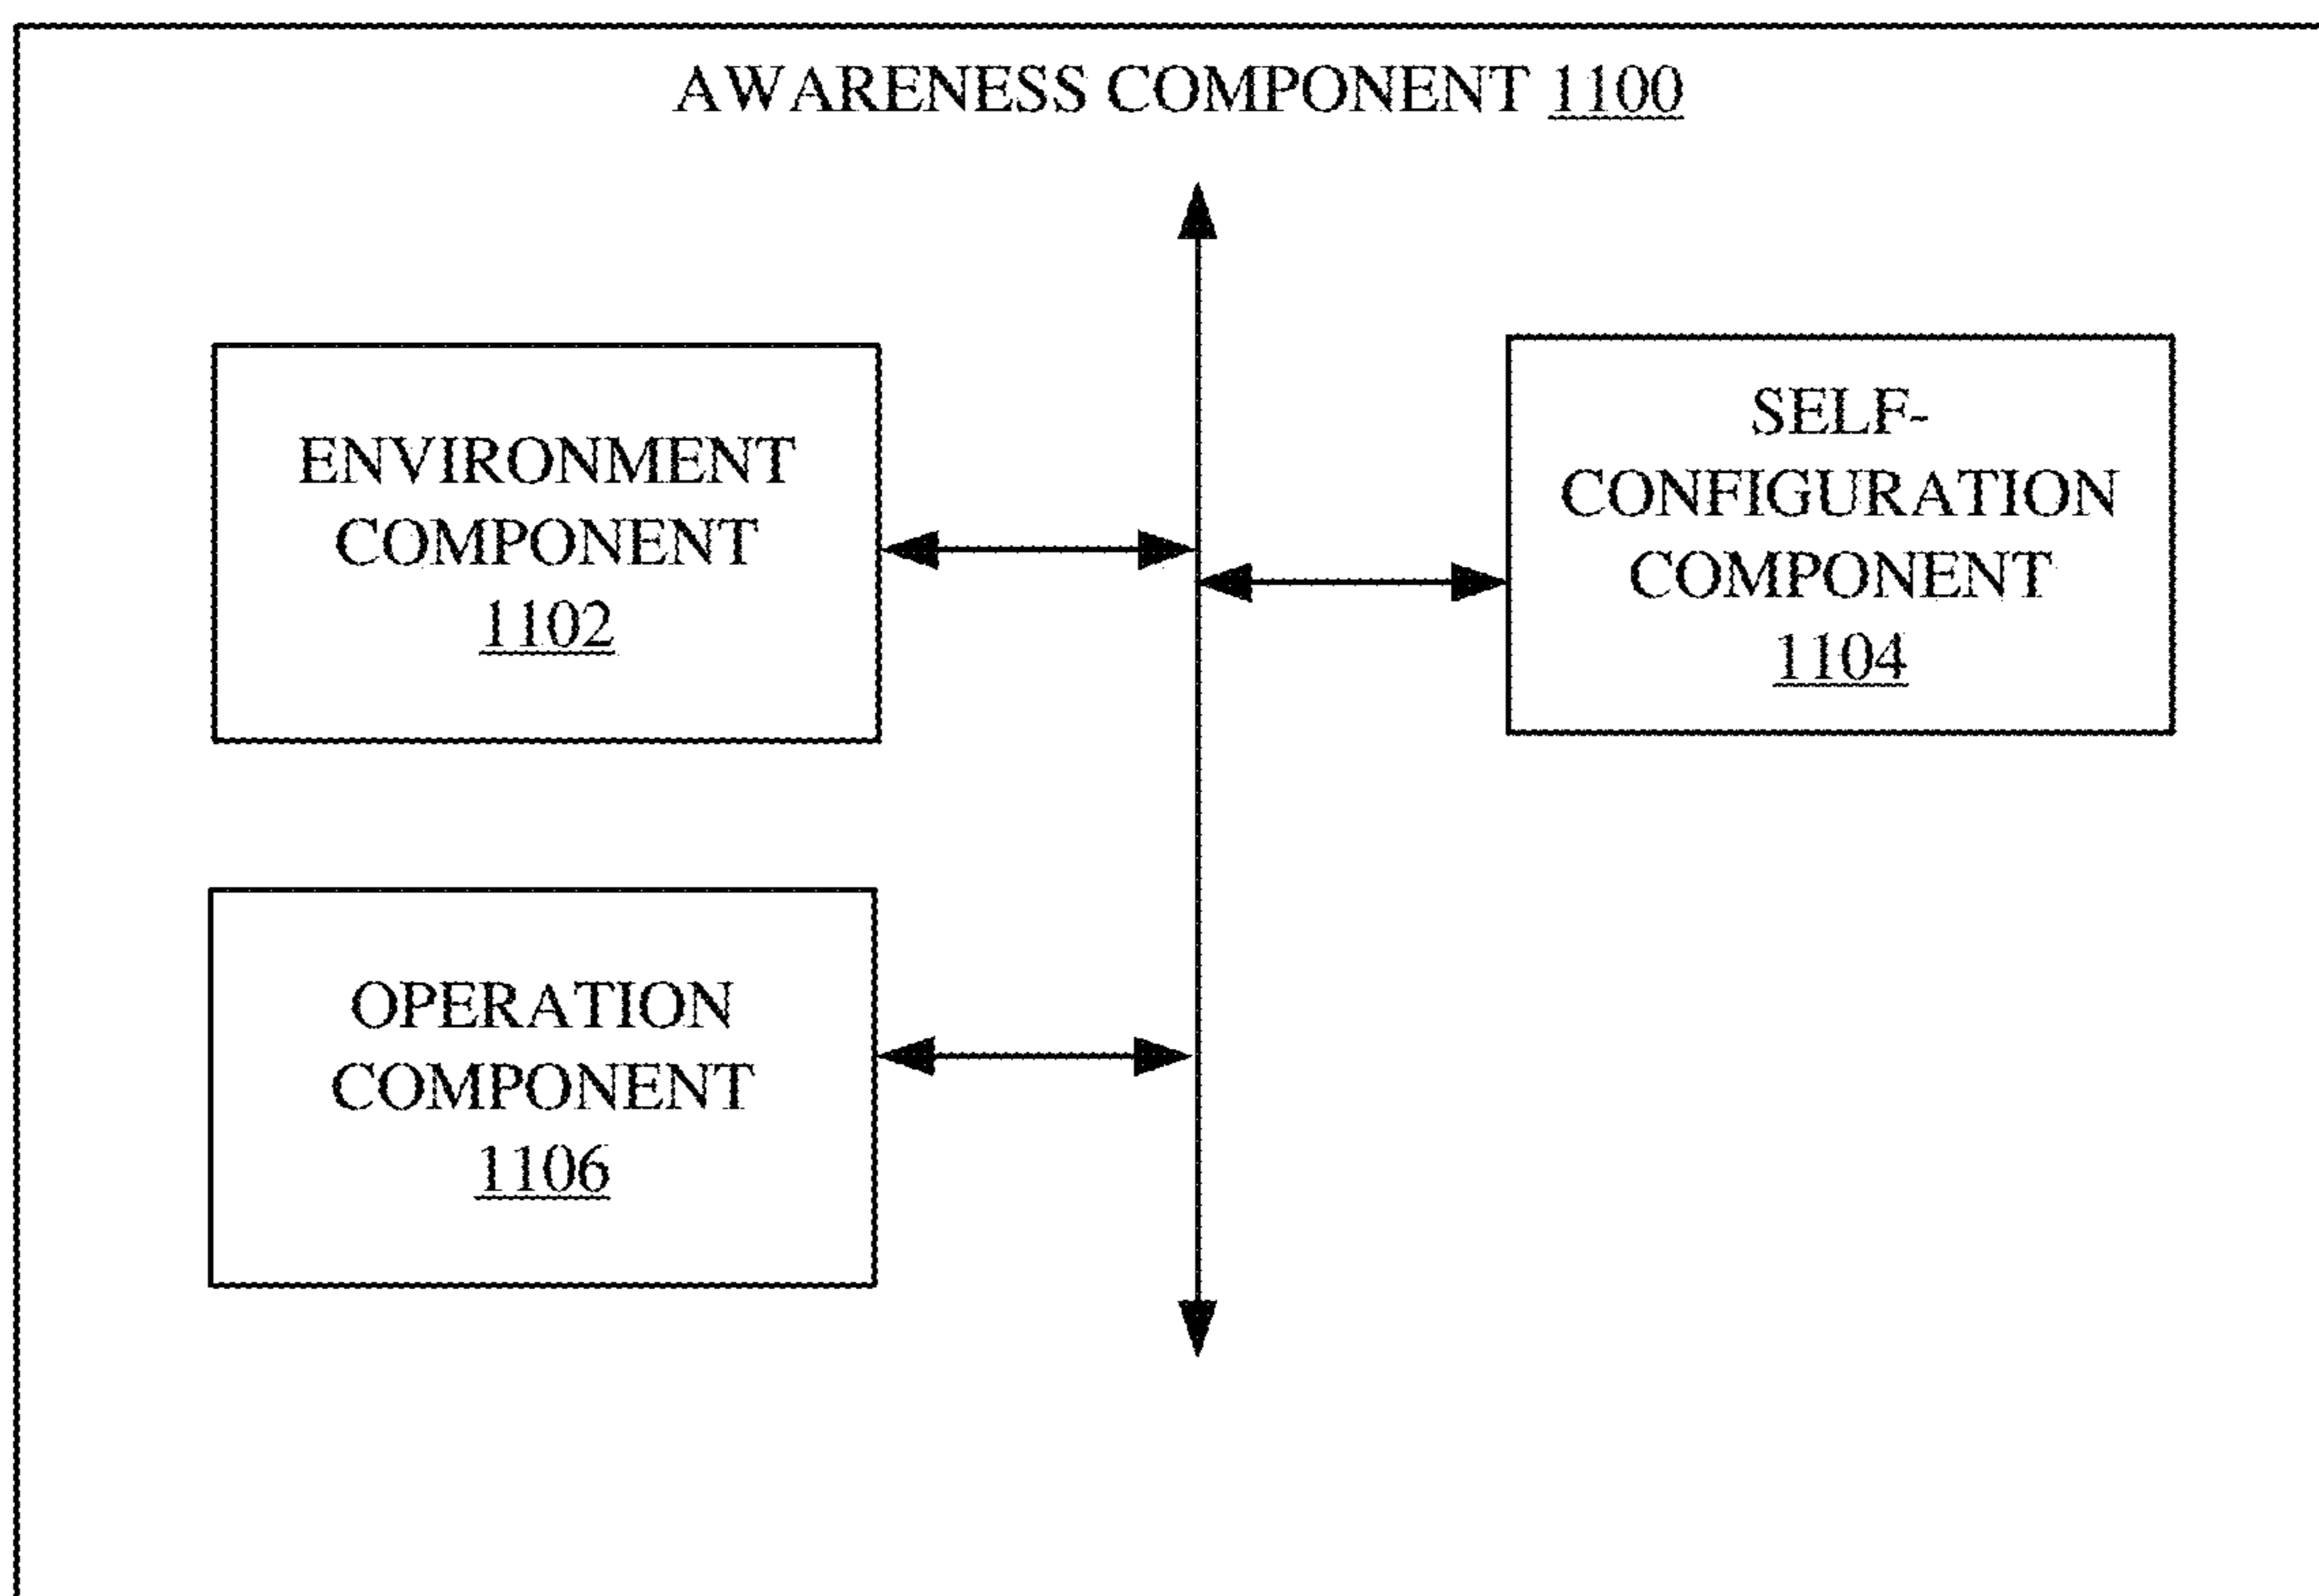 AWARENESS COMPONENT 1100
ENVIRONMENT
COMPONENT
1102
SELF-
CONFIGURATION
COMPONENT
1104
OPERATION
COMPONENT
1106